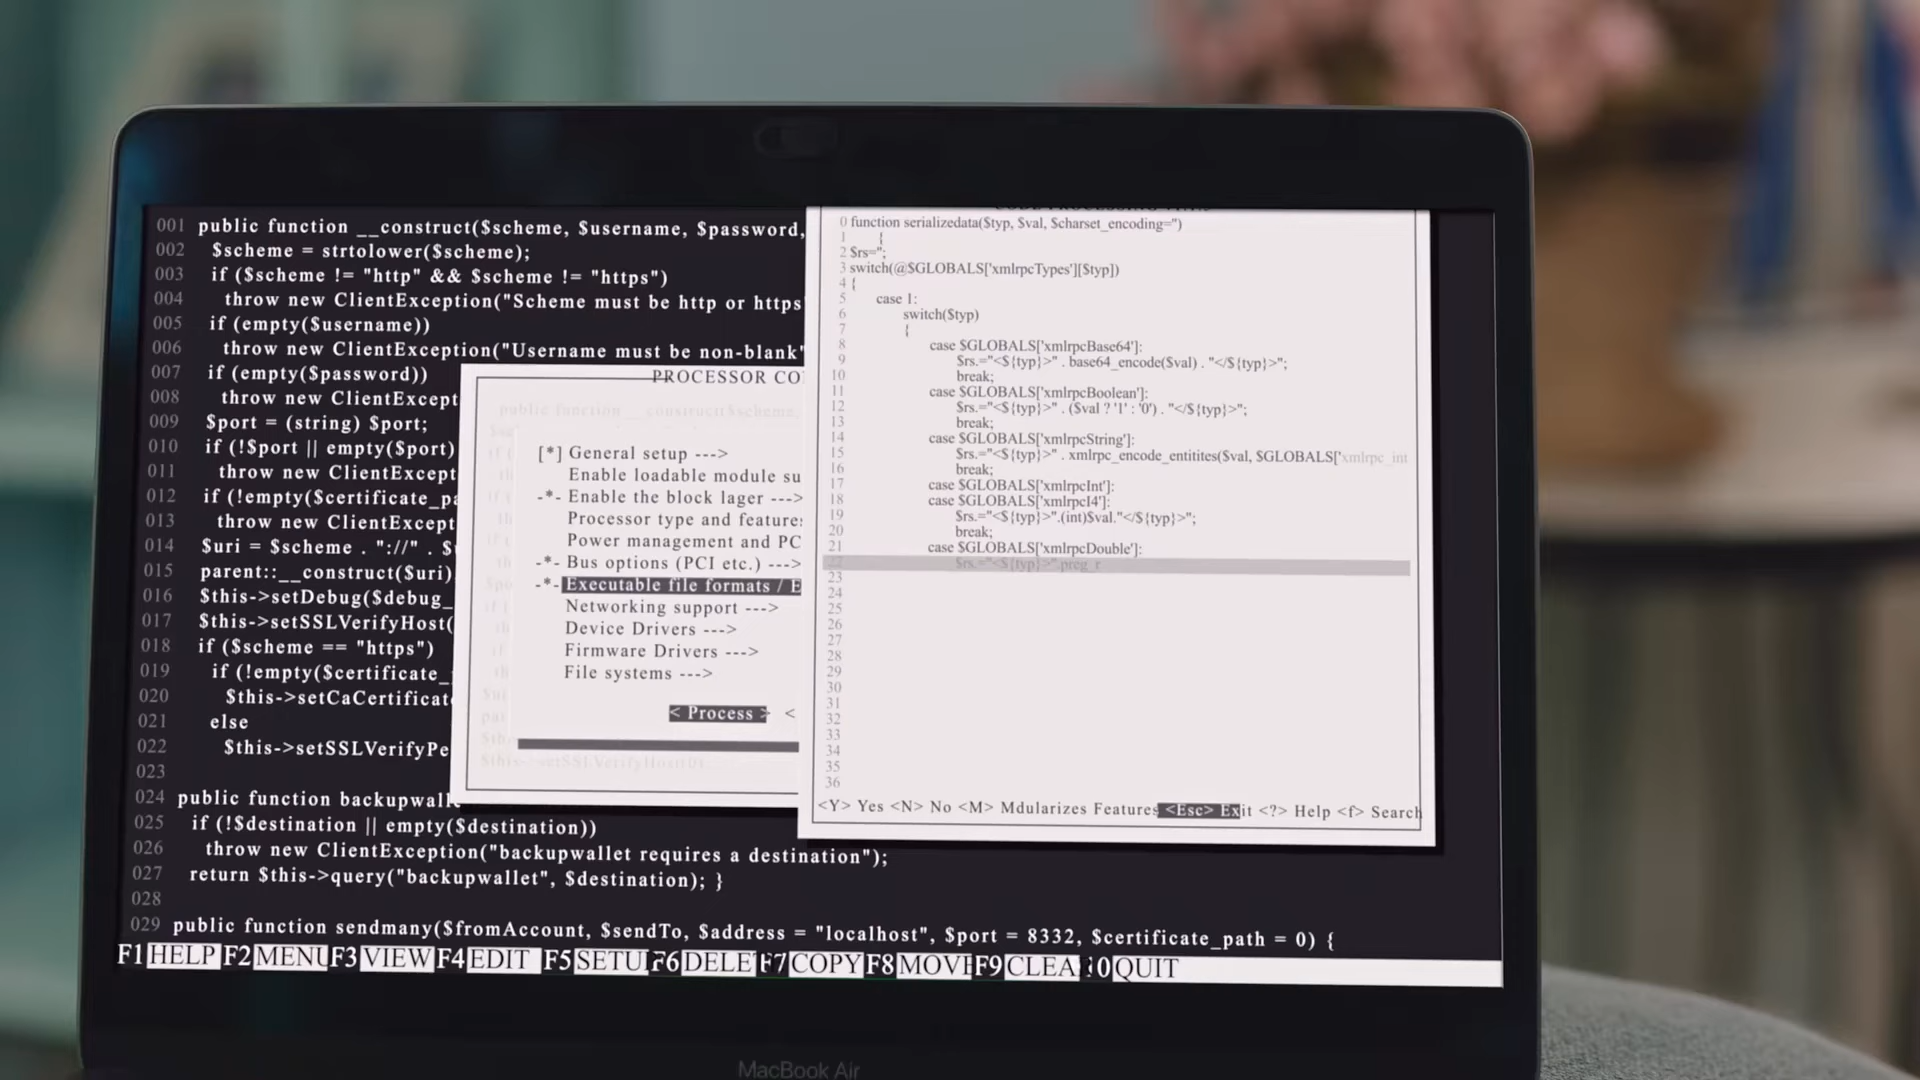 001 public function __construct($scheme, $username, $password,
002 $scheme = strtolower($scheme);
003 if ($scheme != "http" && $scheme != "https")
004 throw new ClientException("Scheme must be http or https
005 if (empty($username))
006 throw new ClientException("Username must be non-blank"
007 if (empty($password))
008 throw new ClientExcept
009 $port = (string) $port;
010 if (!$port || empty($port)
011 throw new ClientExcept
012 if (!empty($certificate_pa
013 throw new ClientExcept
014 $uri = $scheme . "://" . $
015 parent::__construct($uri)
016 $this->setDebug($debug_
017 $this->setSSLVerifyHost(
018 if ($scheme == "https")
019 if (!empty($certificate_
020 $this->setCaCertificat
021 else
022 $this->setSSLVerifyPe
023
024 public function backupwall
025 if (!$destination || empty($destination))
026 throw new ClientException("backupwallet requires a destination");
027 return $this->query("backupwallet", $destination); }
028
029 public function sendmany($fromAccount, $sendTo, $address = "localhost", $port = 8332, $certificate_path = 0) {
F1 HELP F2 MENU F3 VIEW F4 EDIT F5 SETU F6 DELE F7 COPY F8 MOVE F9 CLEA 0 QUIT
PROCESSOR CO
public function __construct($scheme,
[*] General setup --->
Enable loadable module su
-*- Enable the block lager --->
Processor type and features
Power management and PC
-*- Bus options (PCI etc.) --->
-*- Executable file formats / E
Networking support --->
Device Drivers --->
Firmware Drivers --->
File systems --->
< Process > <
$this->setSSLVerifyHost(0)
0 function serializedata($typ, $val, $charset_encoding='')
1 {
2 $rs='';
3 switch(@$GLOBALS['xmlrpcTypes'][$typ])
4 {
5 case 1:
6 switch($typ)
7 {
8 case $GLOBALS['xmlrpcBase64']:
9 $rs.="<${typ}>" . base64_encode($val) . "</${typ}>";
10 break;
11 case $GLOBALS['xmlrpcBoolean']:
12 $rs.="<${typ}>" . ($val ? '1' : '0') . "</${typ}>";
13 break;
14 case $GLOBALS['xmlrpcString']:
15 $rs.="<${typ}>" . xmlrpc_encode_entitites($val, $GLOBALS['xmlrpc_int
16 break;
17 case $GLOBALS['xmlrpcInt']:
18 case $GLOBALS['xmlrpcI4']:
19 $rs.="<${typ}>".(int)$val."</${typ}>";
20 break;
21 case $GLOBALS['xmlrpcDouble']:
22 $rs.="<${typ}>".preg_r
23
24
25
26
27
28
29
30
31
32
33
34
35
36
<Y> Yes <N> No <M> Mdularizes Features <Esc> Exit <?> Help <f> Search
MacBook Air